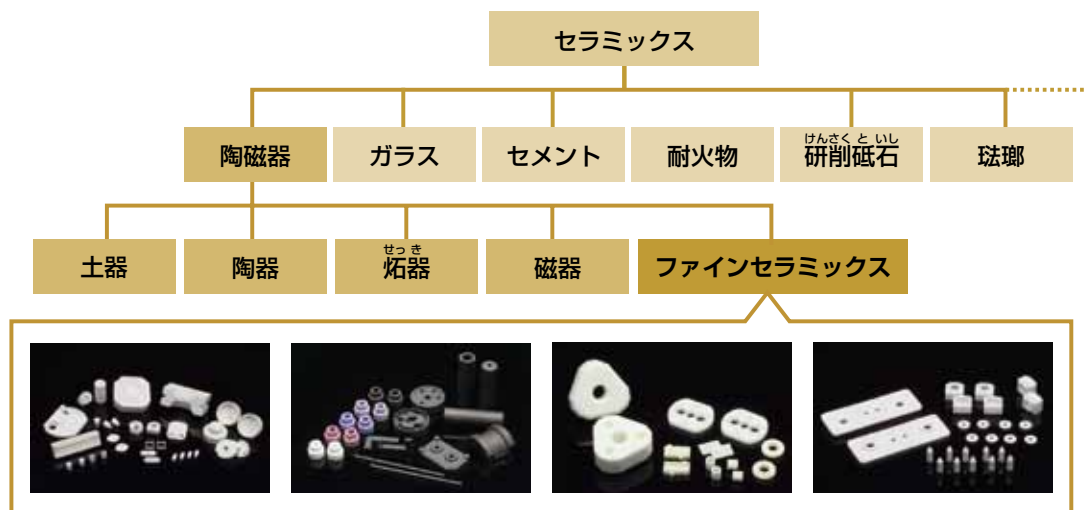 セラミックス
陶磁器
ガラス
セメント
耐火物
けんさく と いし
研削砥石
琺瑯
土器
陶器
せっ き
炻器
磁器
ファインセラミックス